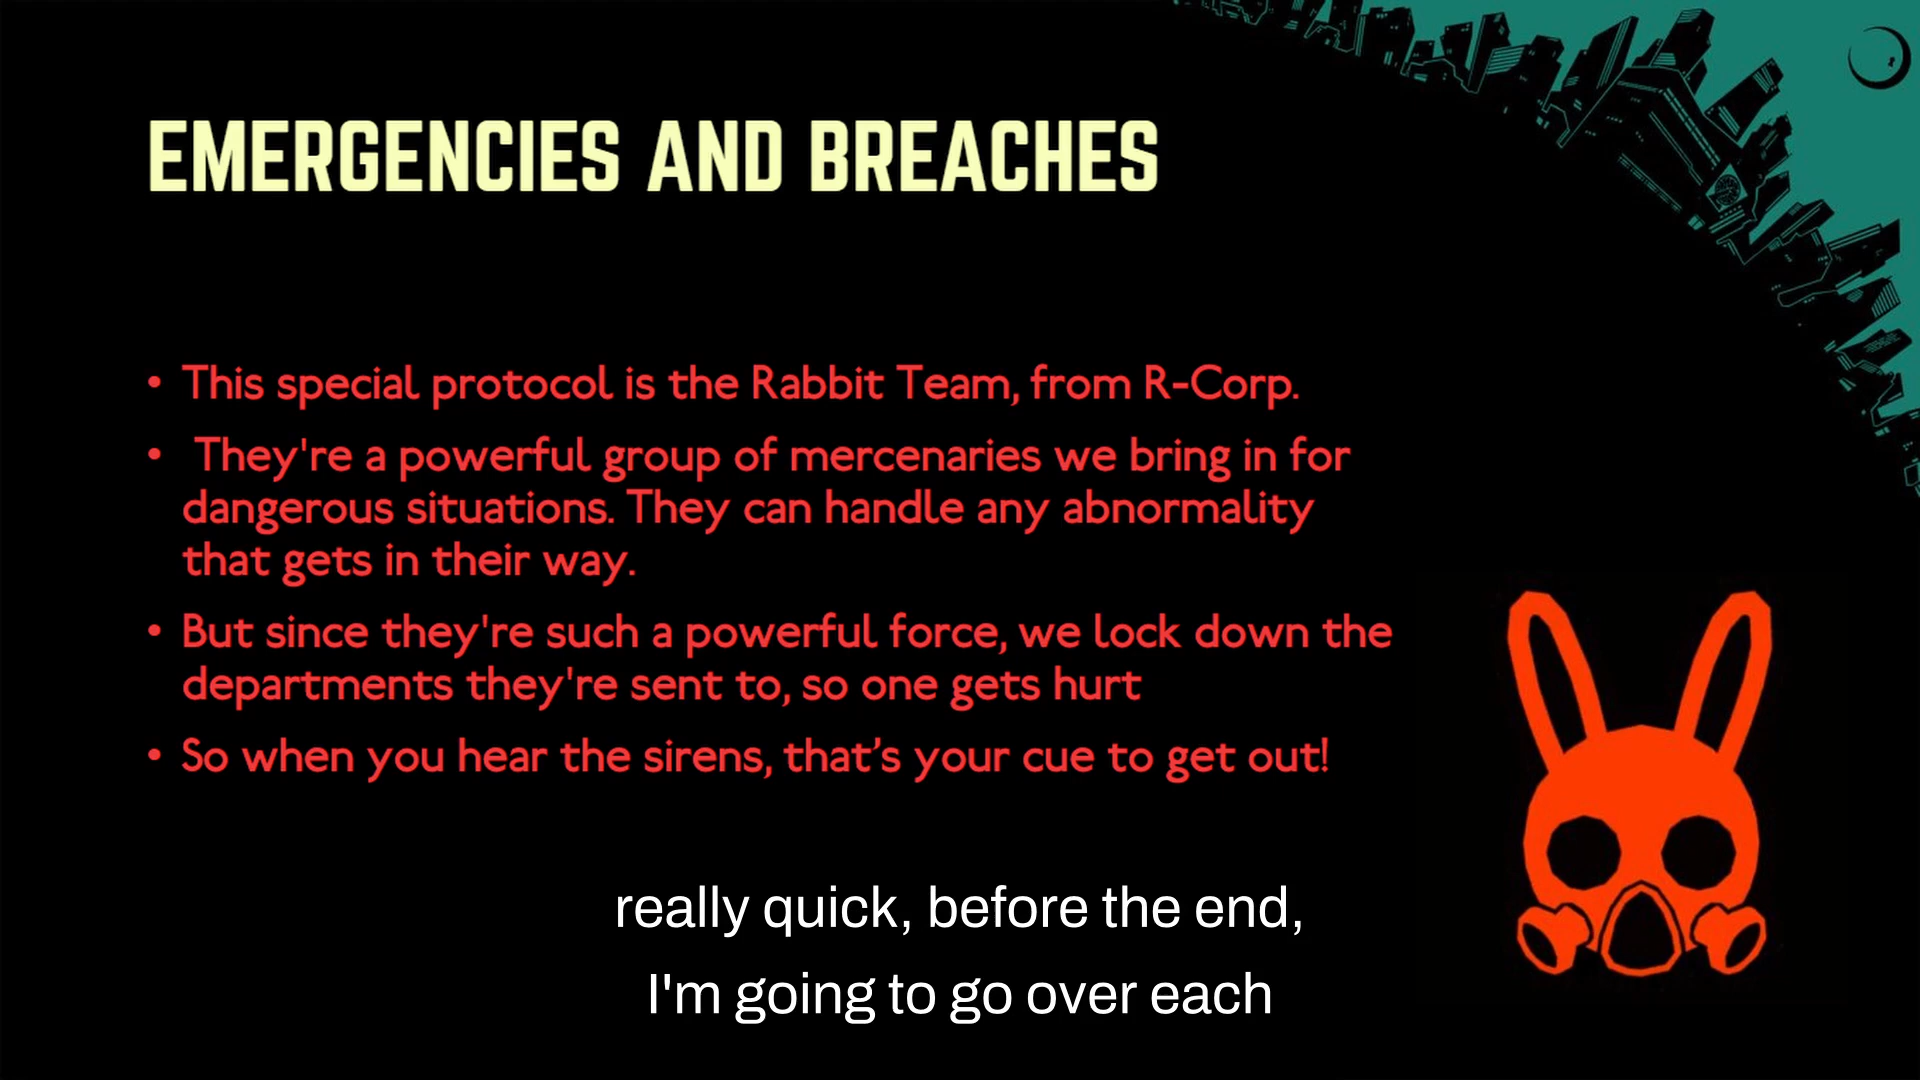 EMERGENCIES AND BREACHES
• This special protocol is the Rabbit Team, from R-Corp.
• They're a powerful group of mercenaries we bring in for
dangerous situations. They can handle any abnormality
that gets in their way.
• But since they're such a powerful force, we lock down the
departments they're sent to, so one gets hurt
• So when you hear the sirens, that’s your cue to get out!
really quick, before the end,
I'm going to go over each